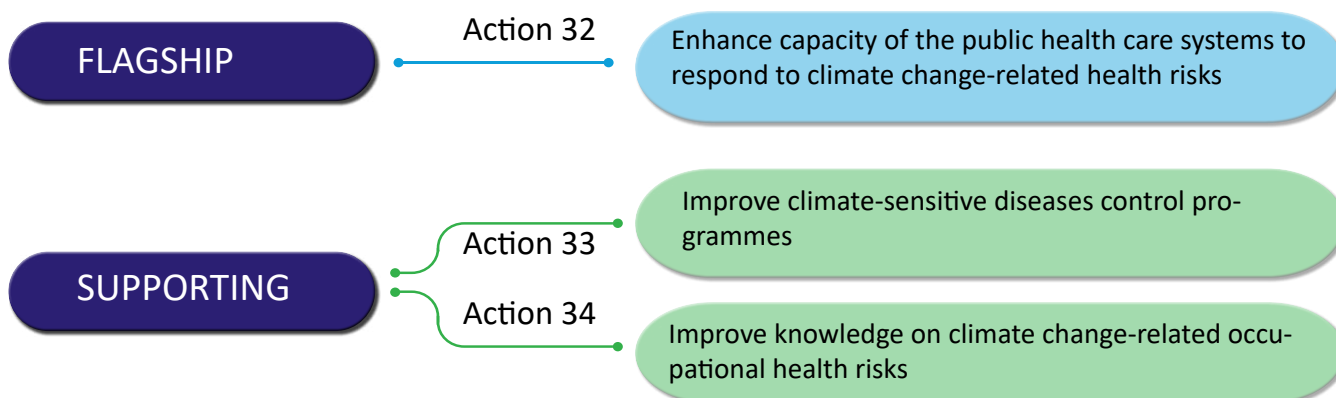 FLAGSHIP
Action 32
Enhance capacity of the public health care systems to
respond to climate change-related health risks
SUPPORTING
Action 33
Improve climate-sensitive diseases control pro-
grammes
Action 34
Improve knowledge on climate change-related occu-
pational health risks